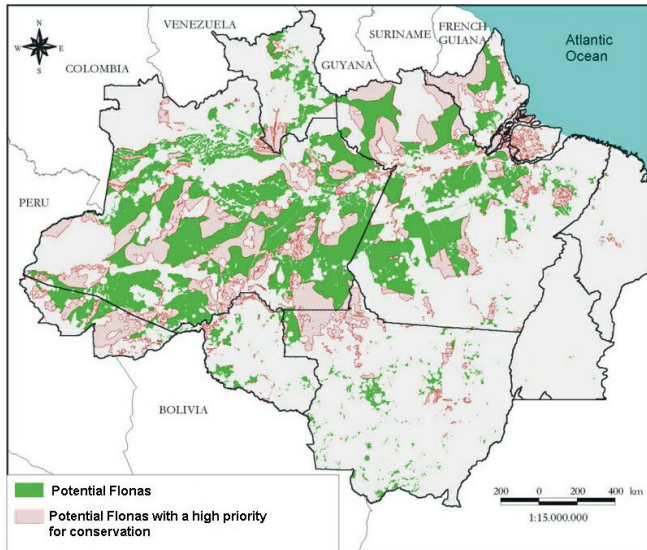 VENEZUELA
SURINAME
FRENCH
GUIANA
GUYANA
Atlantic
Ocean
N
W E
S
COLOMBIA
PERU
BOLIVIA
Potential Flonas
Potential Flonas with a high priority
for conservation
200 0 200 400 km
1:15.000.000